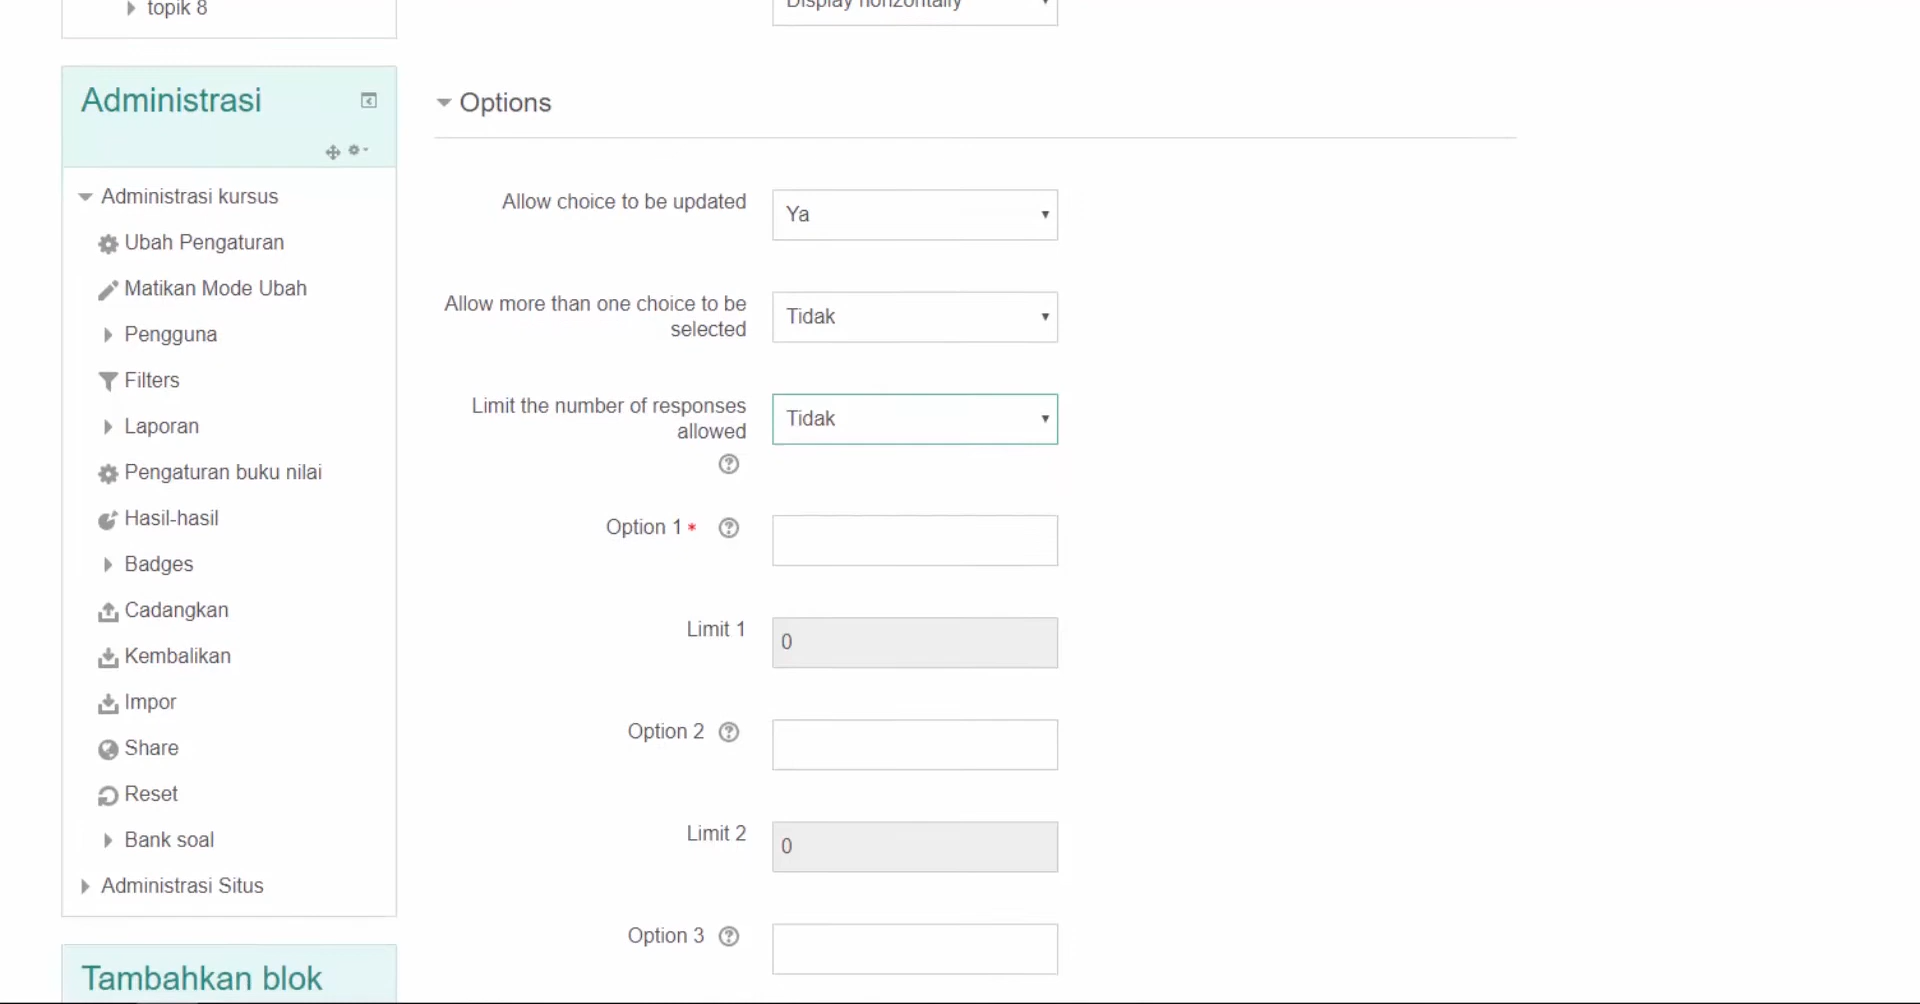 topik 8
Administrasi
Administrasi kursus
Ubah Pengaturan
Matikan Mode Ubah
Pengguna
Filters
Laporan
Pengaturan buku nilai
Hasil-hasil
Badges
Cadangkan
Kembalikan
Impor
Share
Reset
Bank soal
Administrasi Situs
Tambahkan blok
Display horizontally
Options
Allow choice to be updated
Ya
Allow more than one choice to be
selected
Tidak
Limit the number of responses
allowed
Tidak
Option 1*
Limit 1
0
Option 2
Limit 2
0
Option 3